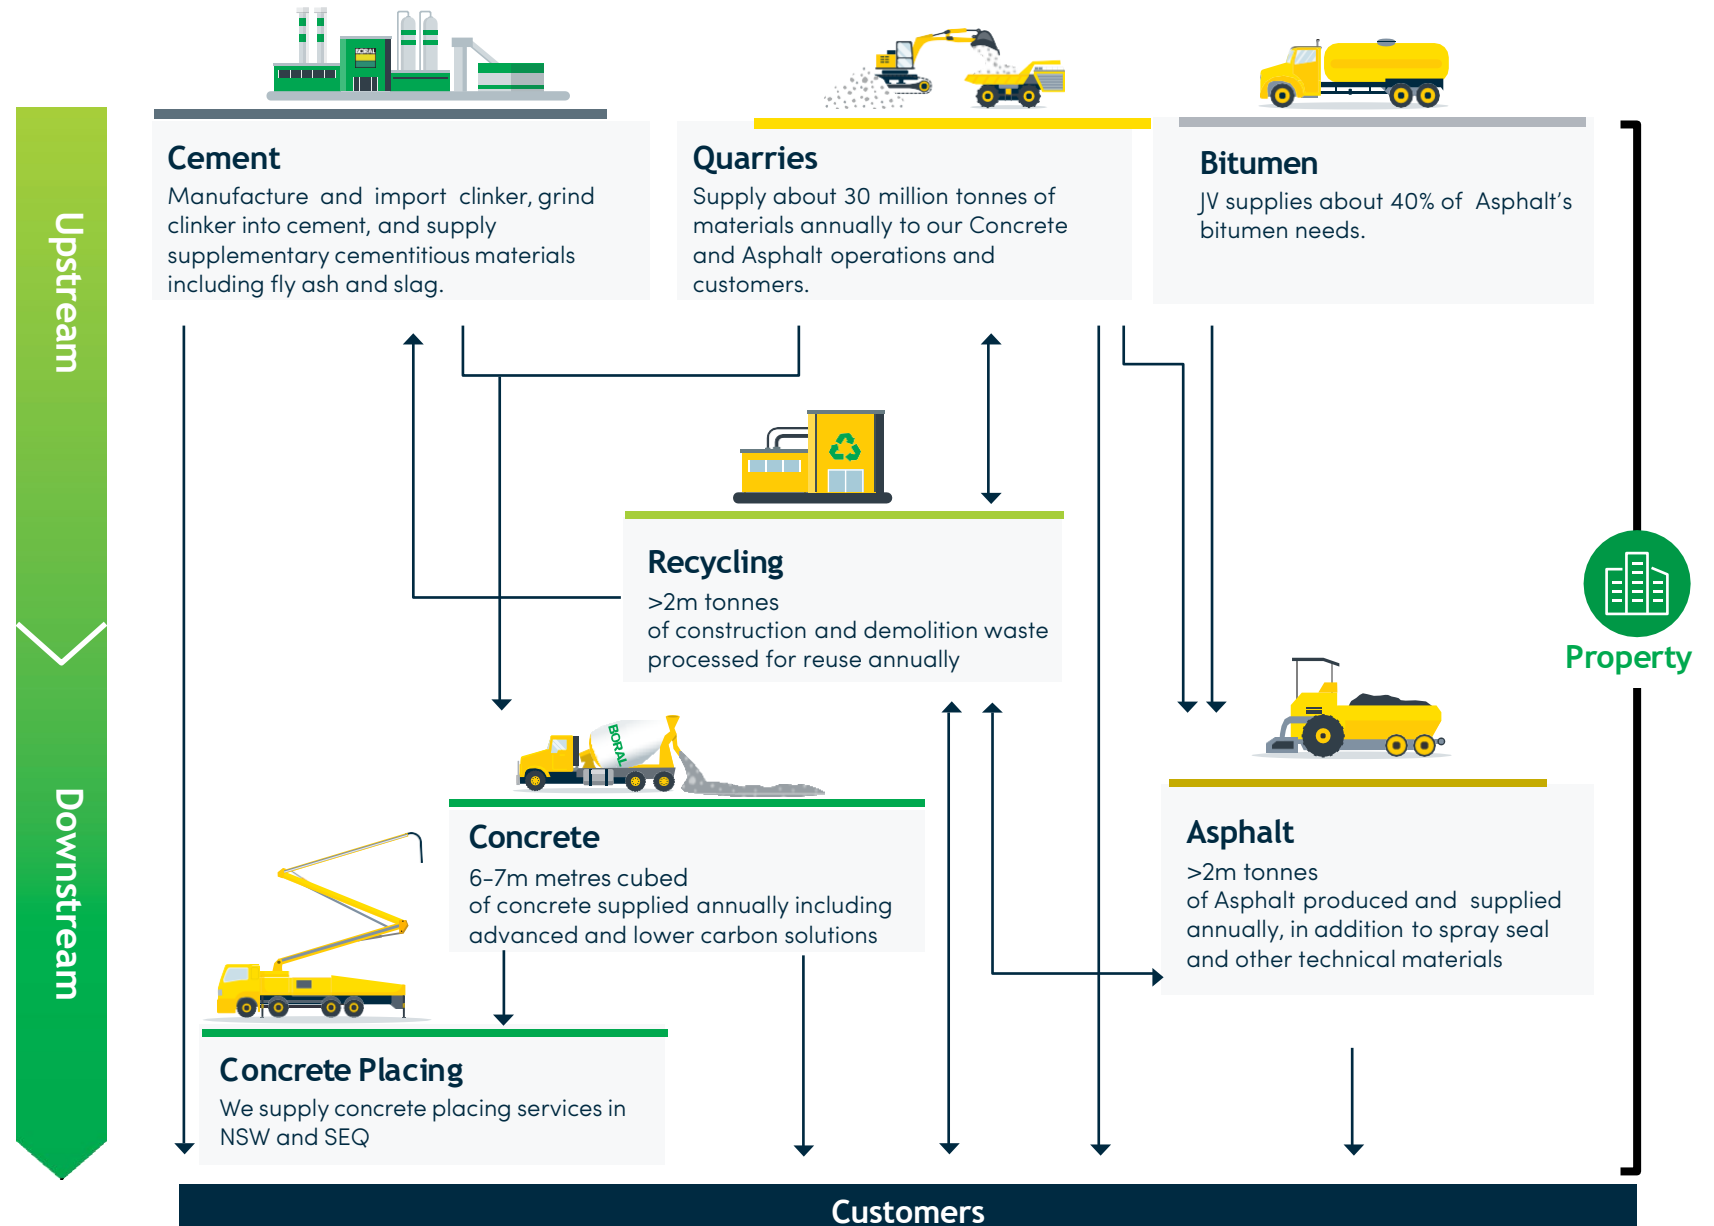 BORAL
Cement
Manufacture and import clinker, grind
clinker into cement, and supply
supplementary cementitious materials
including fly ash and slag.
Quarries
Supply about 30 million tonnes of
materials annually to our Concrete
and Asphalt operations and
customers.
Bitumen
JV supplies about 40% of Asphalt's
bitumen needs.
Upstream
Recycling
>2m tonnes
of construction and demolition waste
processed for reuse annually
Property
Downstream
BORAL
Concrete
6–7m metres cubed
of concrete supplied annually including
advanced and lower carbon solutions
Asphalt
>2m tonnes
of Asphalt produced and supplied
annually, in addition to spray seal
and other technical materials
Concrete Placing
We supply concrete placing services in
NSW and SEQ
Customers